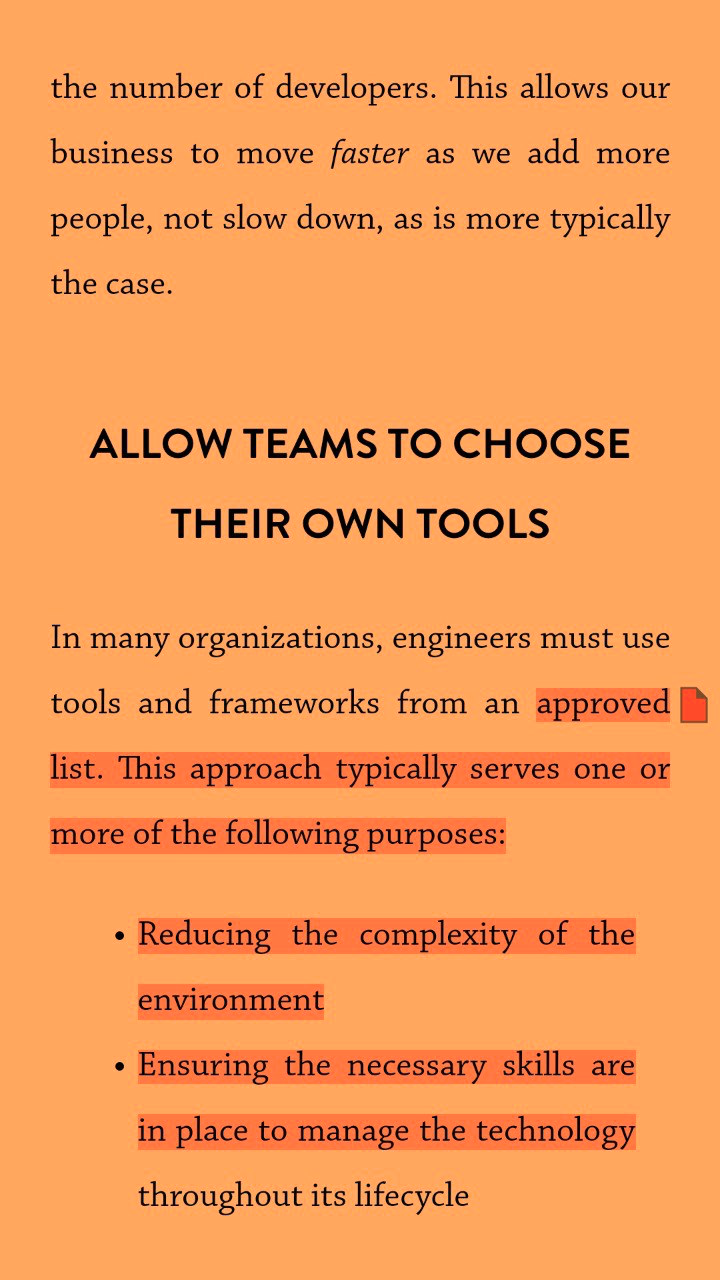 the number of developers. This allows our
business to move faster as we add more
people, not slow down, as is more typically
the case.
ALLOW TEAMS TO CHOOSE
THEIR OWN TOOLS
In many organizations, engineers must use
tools and frameworks from an approved
list. This approach typically serves one or
more of the following purposes:
• Reducing the complexity of the
environment
• Ensuring the necessary skills are
in place to manage the technology
throughout its lifecycle